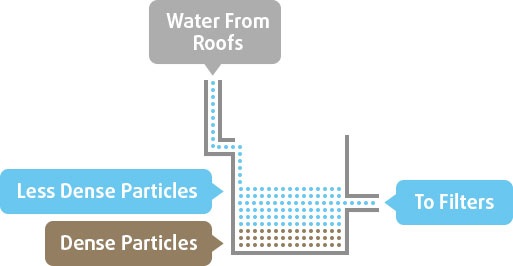 Water From
Roofs
Less Dense Particles
To Filters
Dense Particles